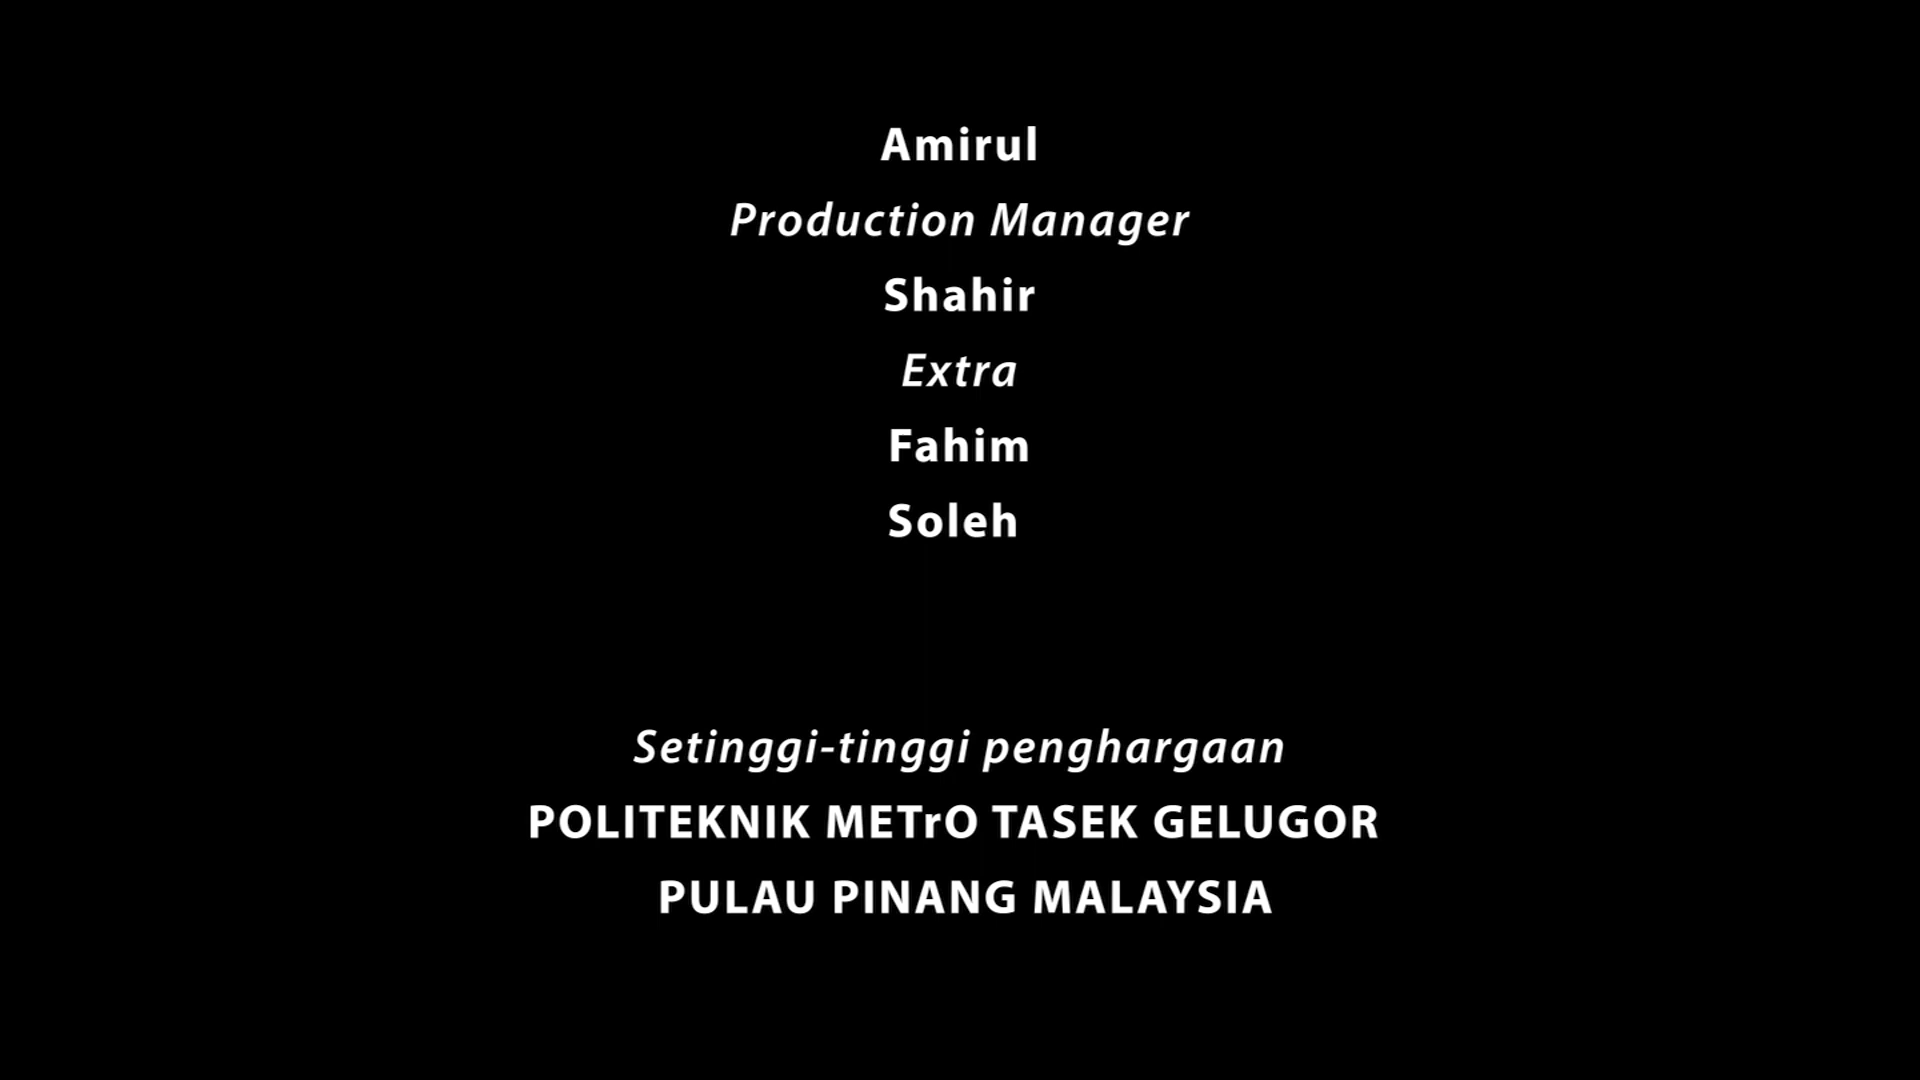 Amirul
Production Manager
Shahir
Extra
Fahim
Soleh
Setinggi-tinggi penghargaan
POLITEKNIK METrO TASEK GELUGOR
PULAU PINANG MALAYSIA